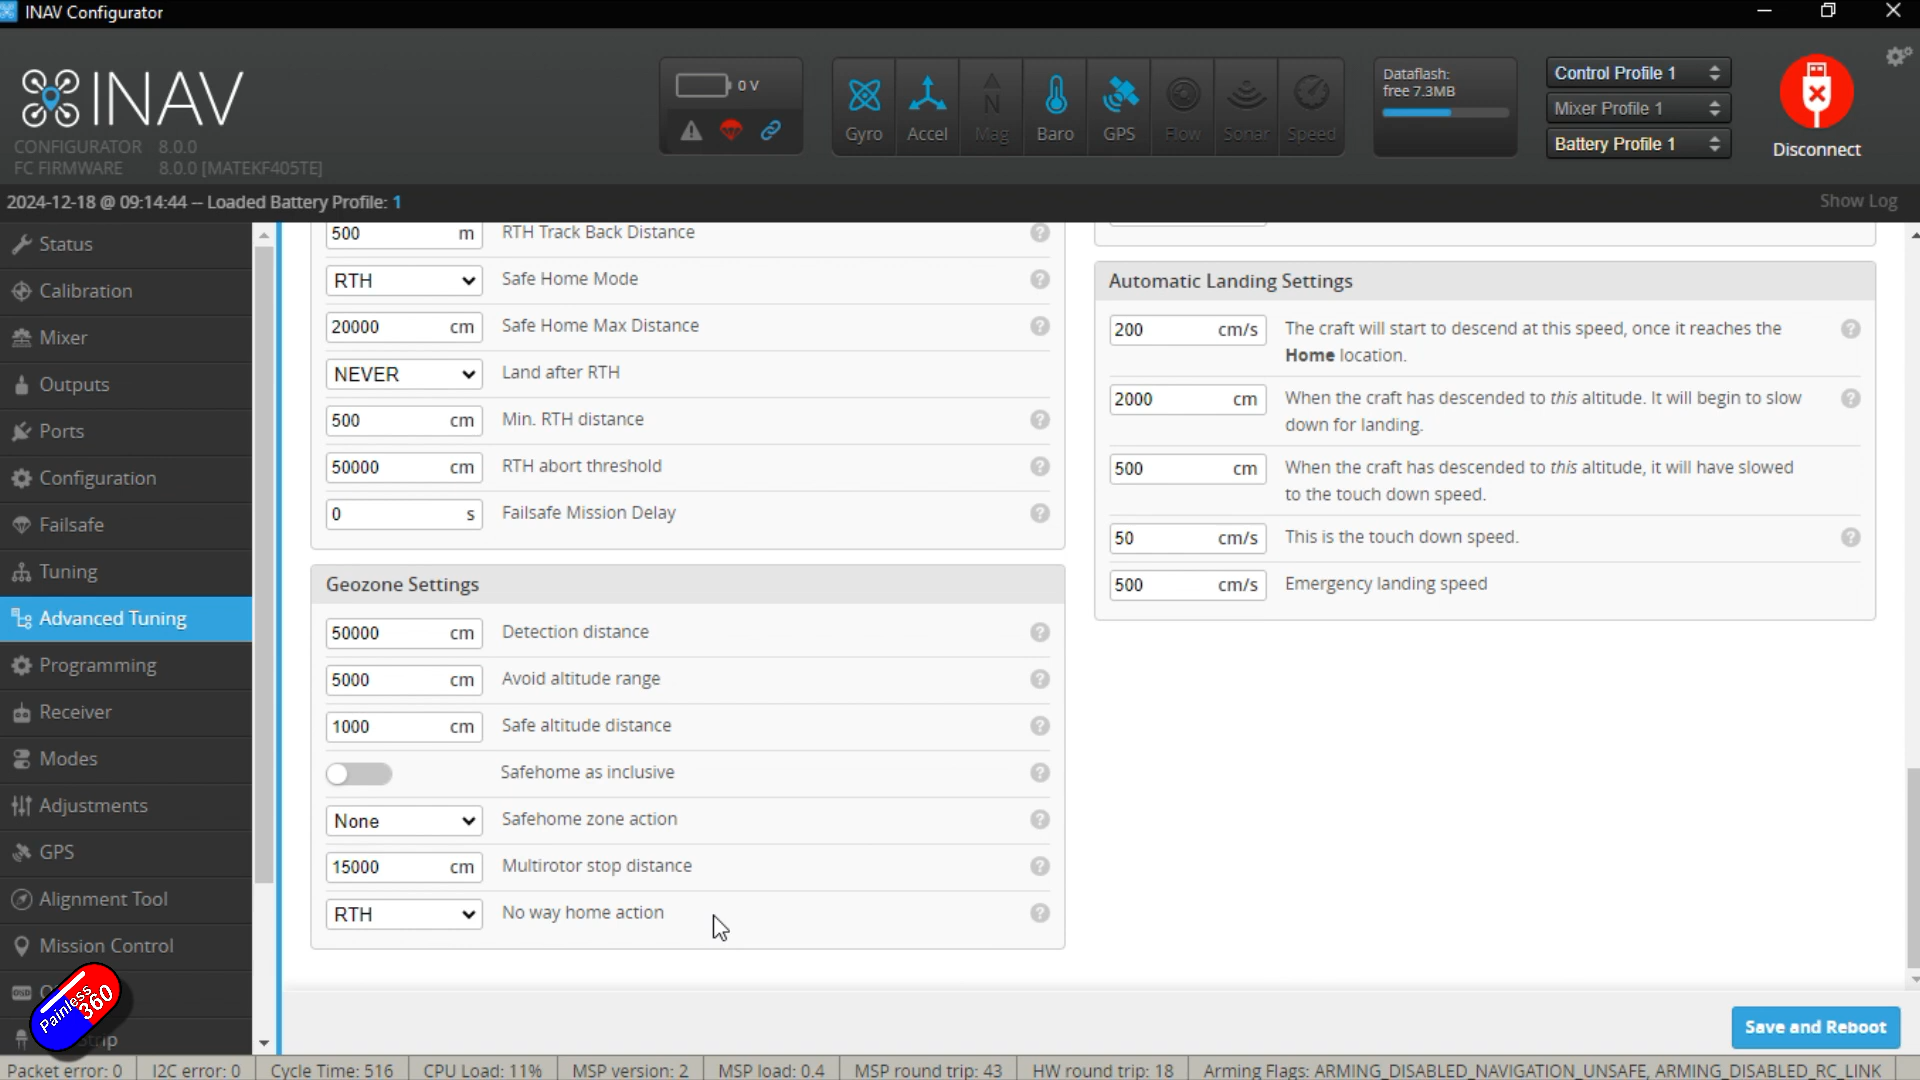 INAV Configurator
INAV
CONFIGURATOR 8.0.0
FC FIRMWARE 8.0.0 [MATEKF405TE]
0 V
Gyro
Accel
Mag
Baro
GPS
Flow
Sonar
Speed
Dataflash:
free 7.3MB
Control Profile 1
Mixer Profile 1
Battery Profile 1
Disconnect
2024-12-18 @ 09:14:44 -- Loaded Battery Profile: 1
Show Log
Status
Calibration
Mixer
Outputs
Ports
Configuration
Failsafe
Tuning
Advanced Tuning
Programming
Receiver
Modes
Adjustments
GPS
Alignment Tool
Mission Control
OSD
Painless
360
500 m RTH Track Back Distance
RTH Safe Home Mode
20000 cm Safe Home Max Distance
NEVER Land after RTH
500 cm Min. RTH distance
50000 cm RTH abort threshold
0 s Failsafe Mission Delay
Geozone Settings
50000 cm Detection distance
5000 cm Avoid altitude range
1000 cm Safe altitude distance
Safehome as inclusive
None Safehome zone action
15000 cm Multirotor stop distance
RTH No way home action
Automatic Landing Settings
200 cm/s The craft will start to descend at this speed, once it reaches the
Home location.
2000 cm When the craft has descended to this altitude. It will begin to slow
down for landing.
500 cm When the craft has descended to this altitude, it will have slowed
to the touch down speed.
50 cm/s This is the touch down speed.
500 cm/s Emergency landing speed
Save and Reboot
Packet error: 0
I2C error: 0
Cycle Time: 516
CPU Load: 11%
MSP version: 2
MSP load: 0.4
MSP round trip: 43
HW round trip: 18
Arming Flags: ARMING_DISABLED_NAVIGATION_UNSAFE, ARMING_DISABLED_RC_LINK